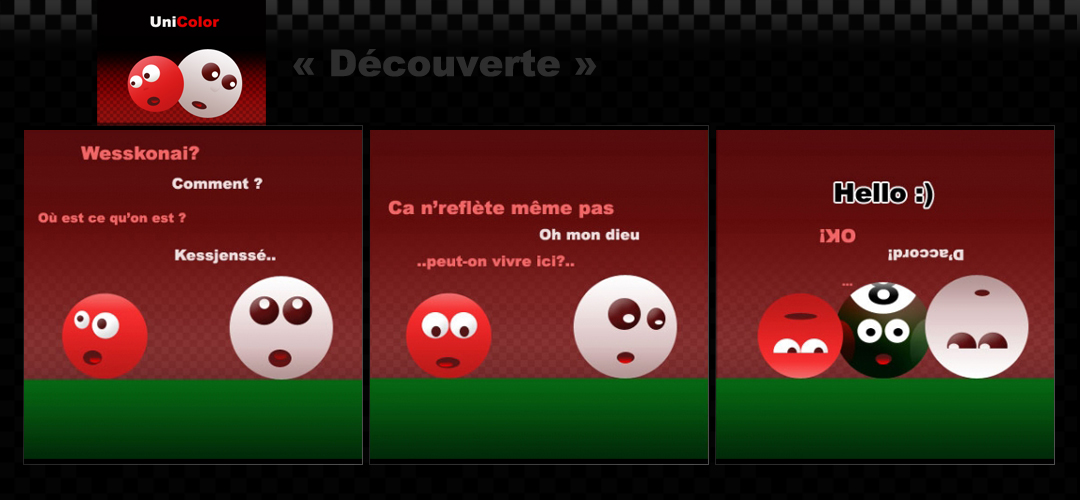 UniColor
« Découverte »
Wesskonai?
Comment ?
Où est ce qu'on est ?
Kessjenssé..
Ca n'reflète même pas
Oh mon dieu
..peut-on vivre ici?..
Hello :)
OK!
D'accord!
...